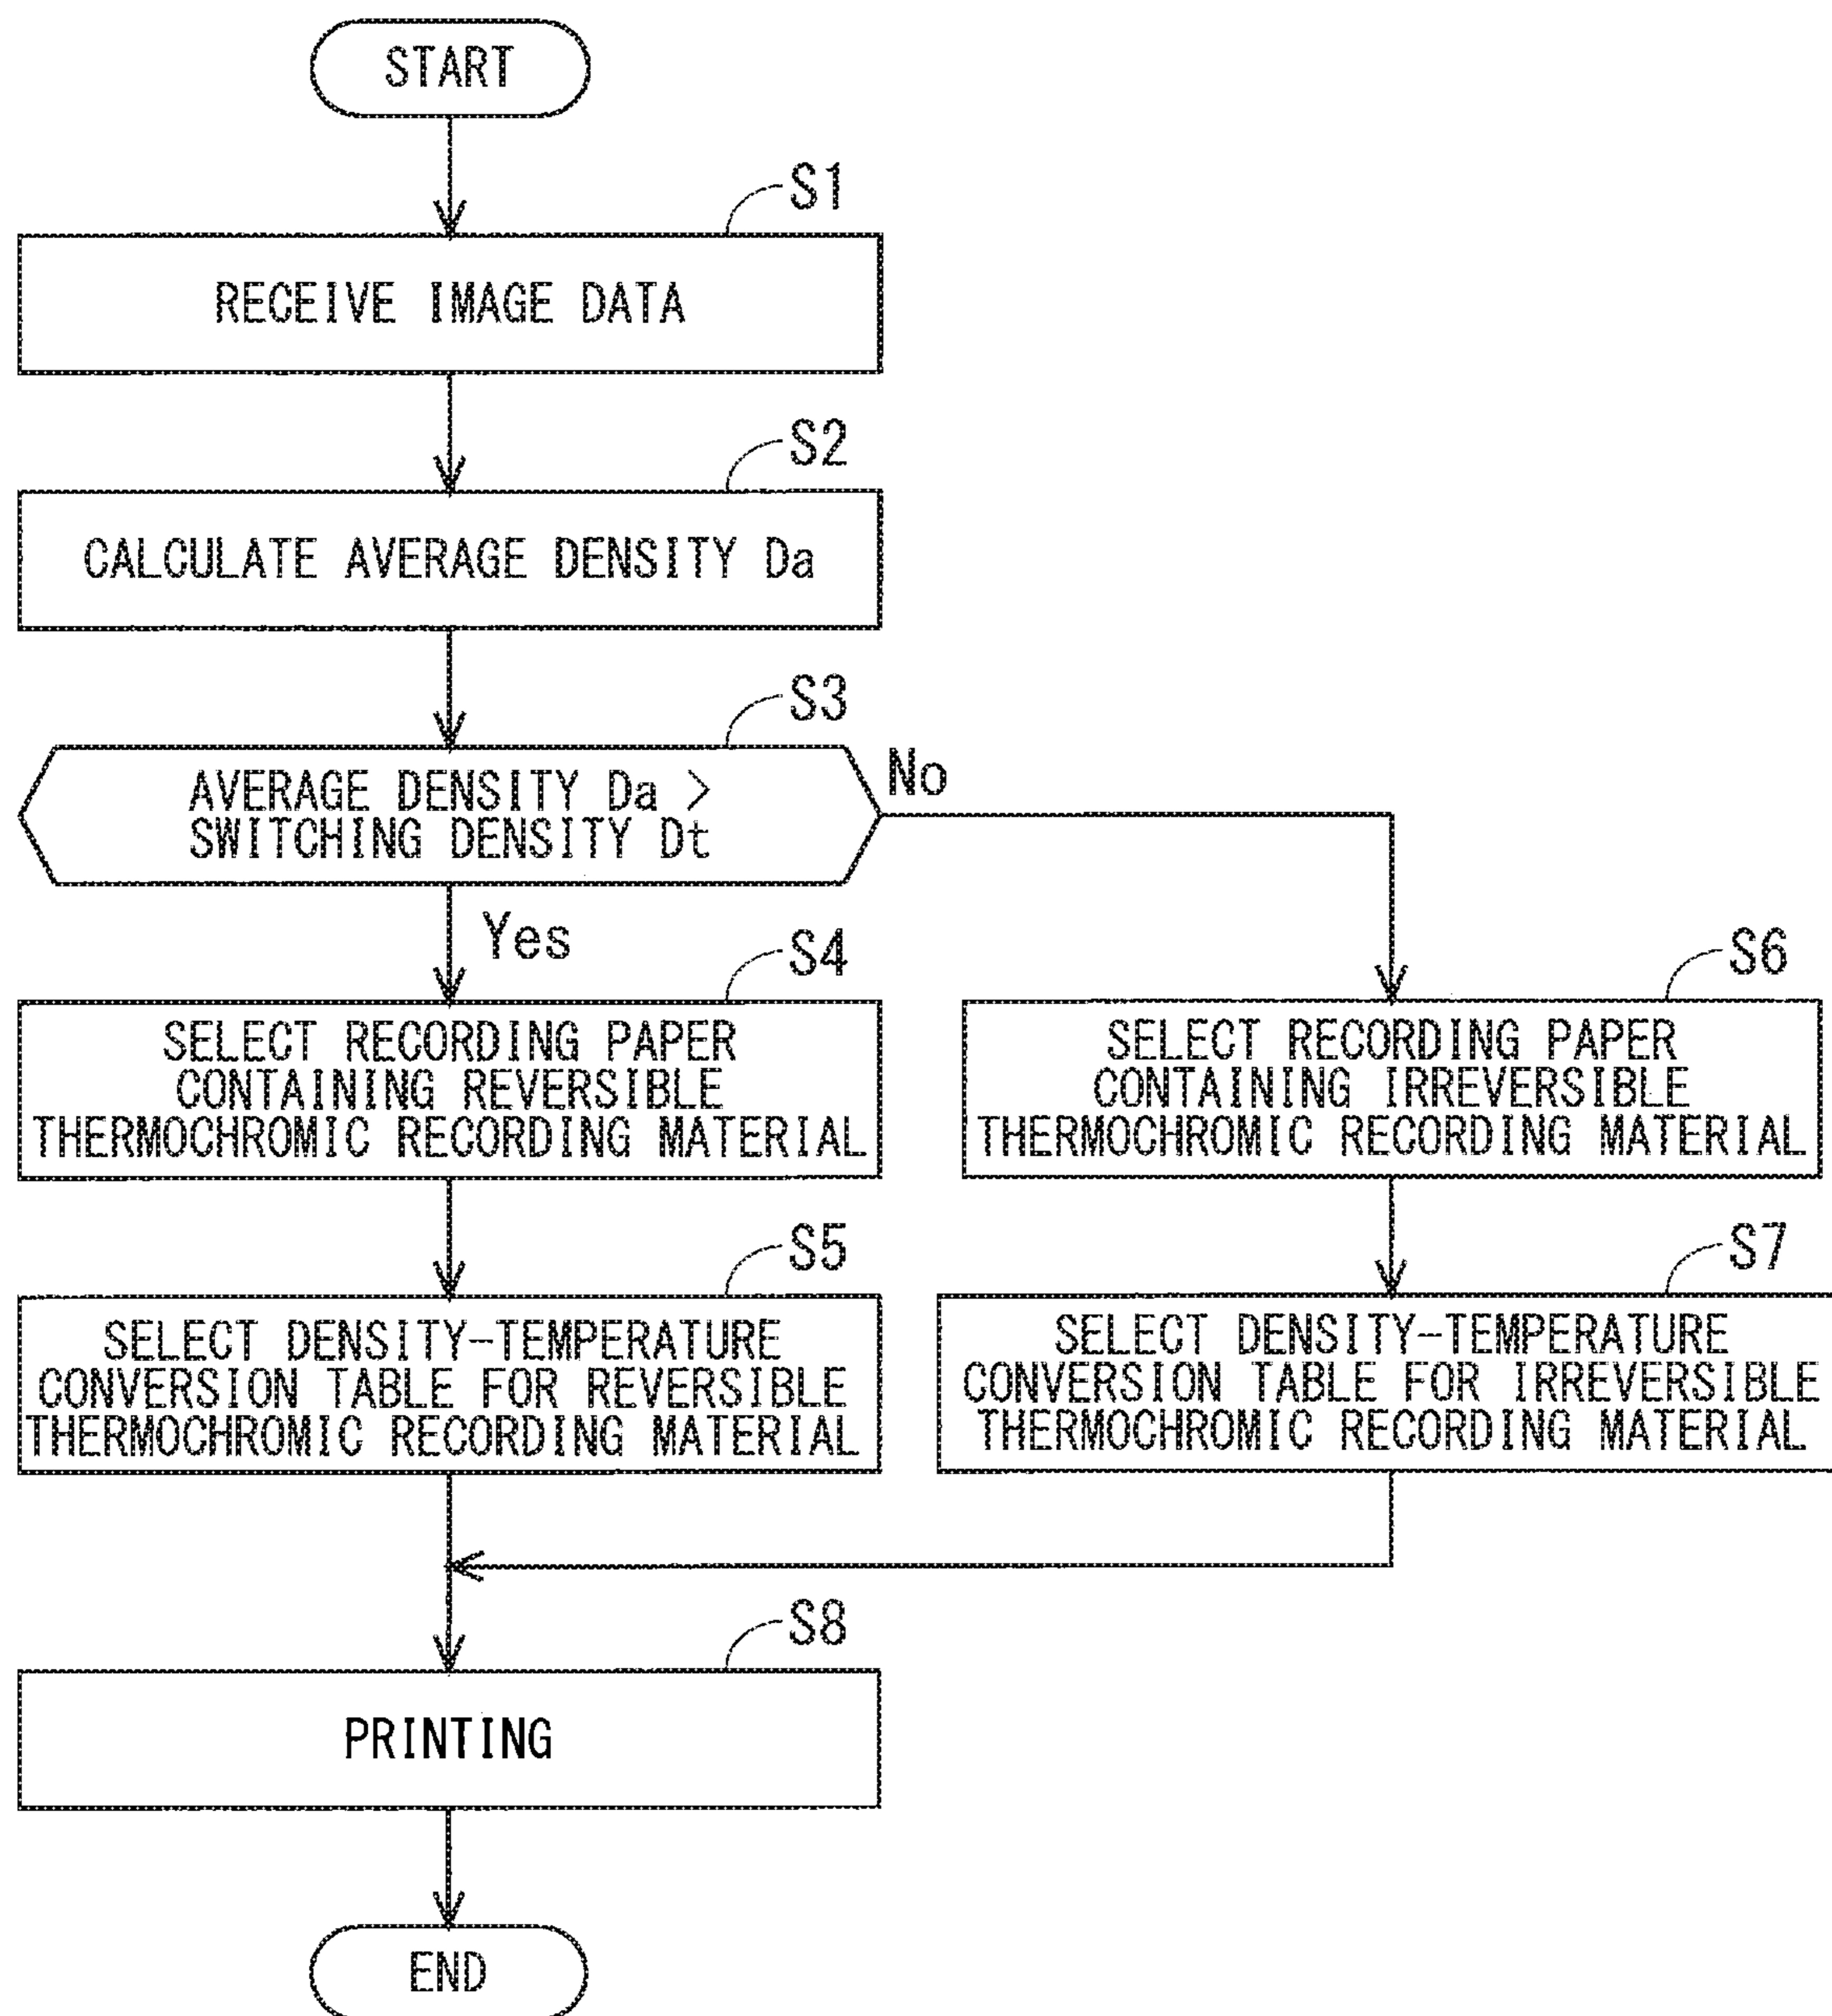 START
S1
RECEIVE IMAGE DATA
S2
CALCULATE AVERAGE DENSITY Da
S3
AVERAGE DENSITY Da >
SWITCHING DENSITY Dt
No
Yes
S4
SELECT RECORDING PAPER
CONTAINING REVERSIBLE
THERMOCHROMIC RECORDING MATERIAL
S6
SELECT RECORDING PAPER
CONTAINING IRREVERSIBLE
THERMOCHROMIC RECORDING MATERIAL
S5
SELECT DENSITY-TEMPERATURE
CONVERSION TABLE FOR REVERSIBLE
THERMOCHROMIC RECORDING MATERIAL
S7
SELECT DENSITY-TEMPERATURE
CONVERSION TABLE FOR IRREVERSIBLE
THERMOCHROMIC RECORDING MATERIAL
S8
PRINTING
END